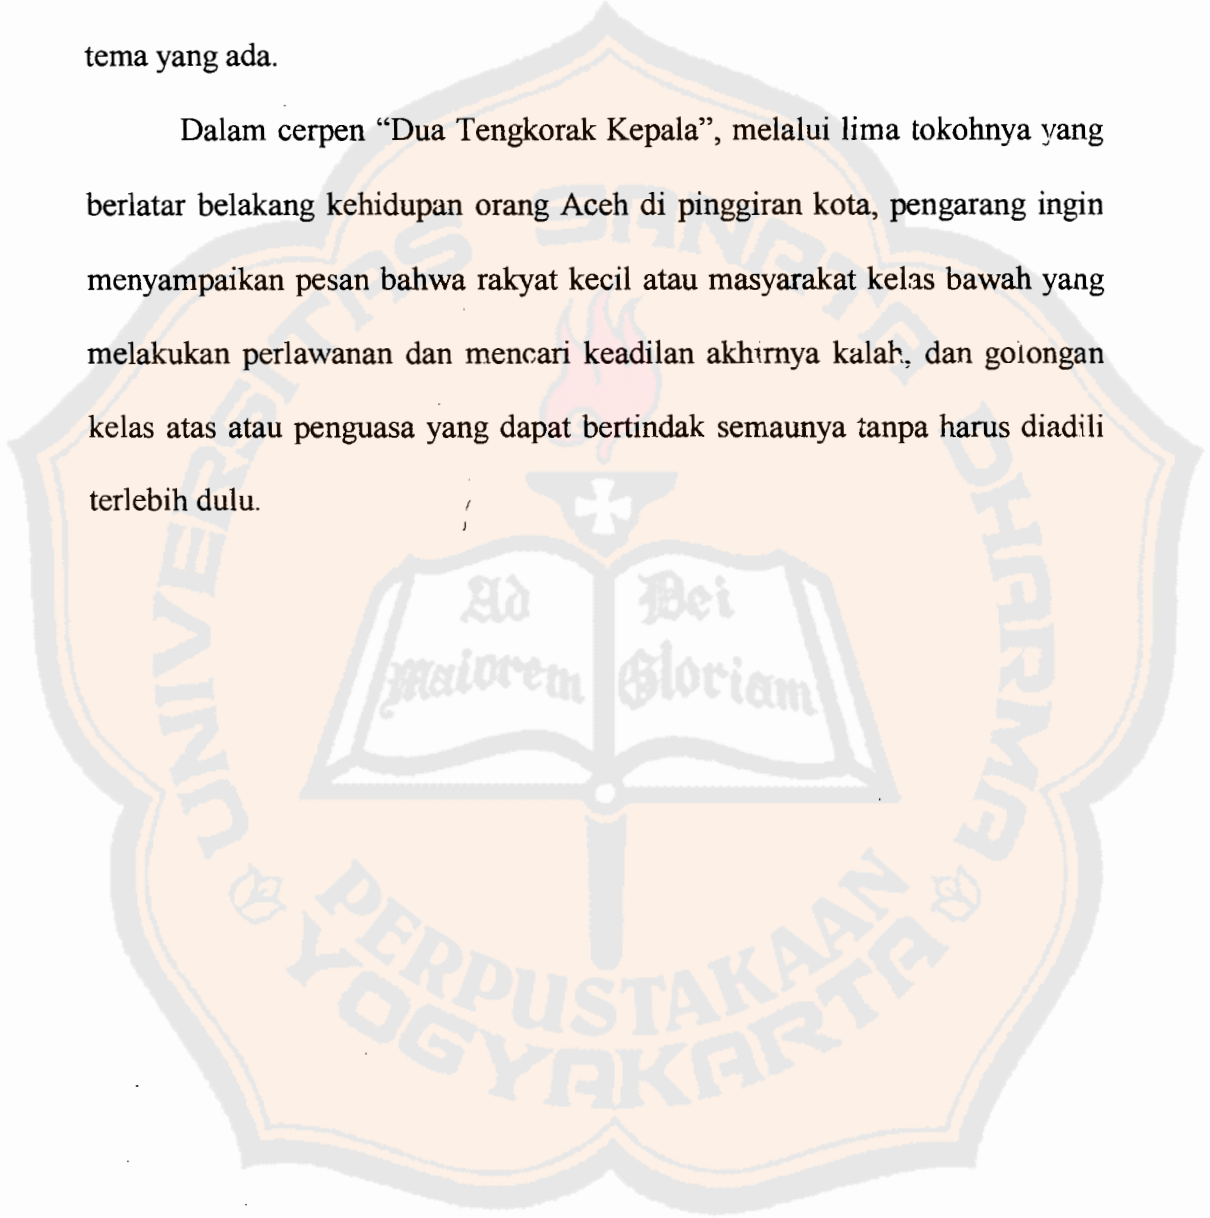 tema yang ada.
Dalam cerpen “Dua Tengkorak Kepala”, melalui lima tokohnya yang
berlatar belakang kehidupan orang Aceh di pinggiran kota, pengarang ingin
menyampaikan pesan bahwa rakyat kecil atau masyarakat kelas bawah yang
melakukan perlawanan dan mencari keadilan akhirnya kalah, dan golongan
kelas atas atau penguasa yang dapat bertindak semaunya tanpa harus diadili
terlebih dulu.
UNIVERSITAS SANATA DHARMA
Ad Dei
maiorem Gloriam
PERPUSTAKAAN
YOGYAKARTA